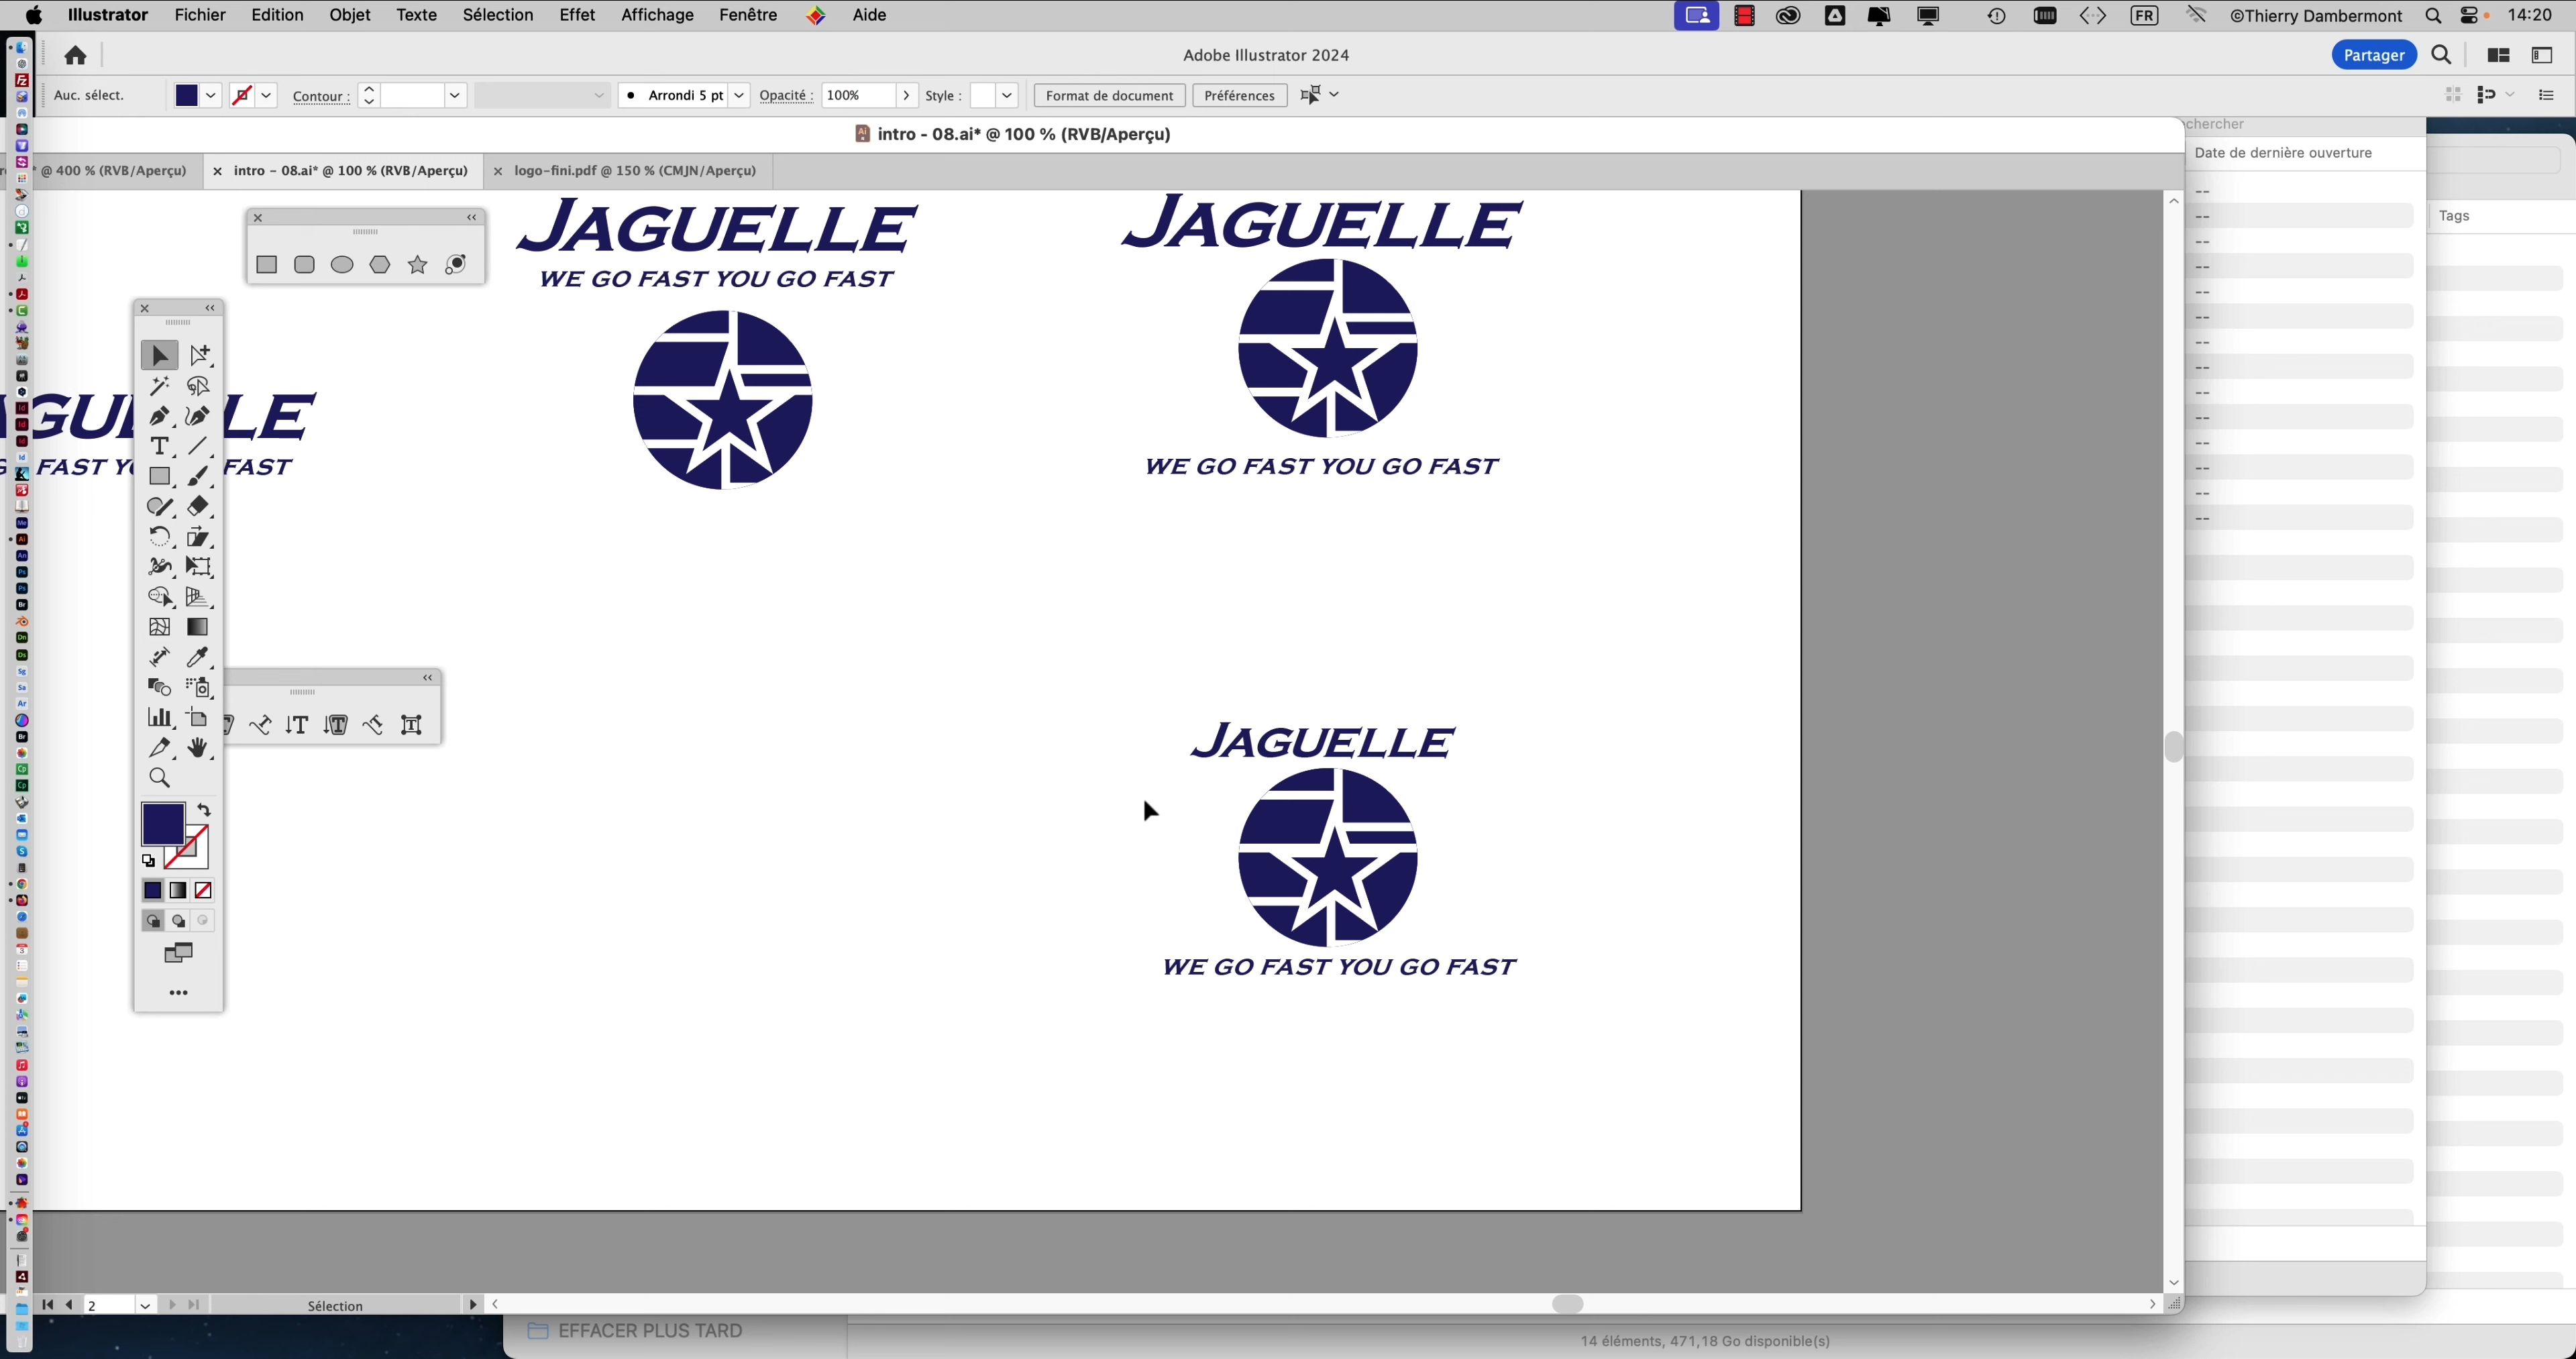 Illustrator Fichier Edition Objet Texte Sélection Effet Affichage Fenêtre Aide FR ©Thierry Dambermont 14:20
Adobe Illustrator 2024 Partager
Auc. sélect. Contour : Arrondi 5 pt Opacité : 100% Style : Format de document Préférences
intro - 08.ai* @ 100 % (RVB/Aperçu)
chercher
* @ 400 % (RVB/Aperçu) intro - 08.ai* @ 100 % (RVB/Aperçu) logo-fini.pdf @ 150 % (CMJN/Aperçu)
Date de dernière ouverture
Tags
--
--
--
--
--
--
--
--
--
--
--
--
--
--
JAGUELLE
WE GO FAST YOU GO FAST
JAGUELLE
WE GO FAST YOU GO FAST
GUELLE
FAST YO FAST
JAGUELLE
WE GO FAST YOU GO FAST
2 Sélection
EFFACER PLUS TARD
14 éléments, 471,18 Go disponible(s)